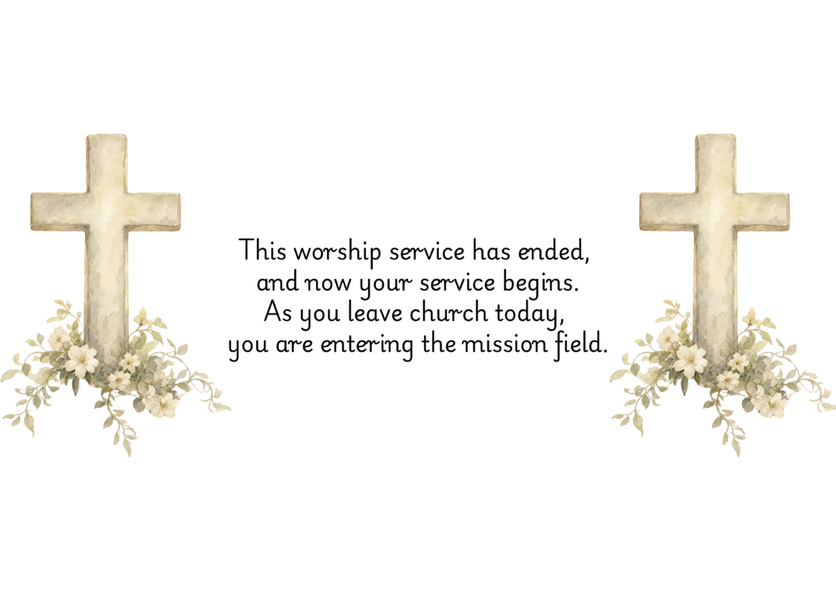 This worship service has ended,
and now your service begins.
As you leave church today,
you are entering the mission field.